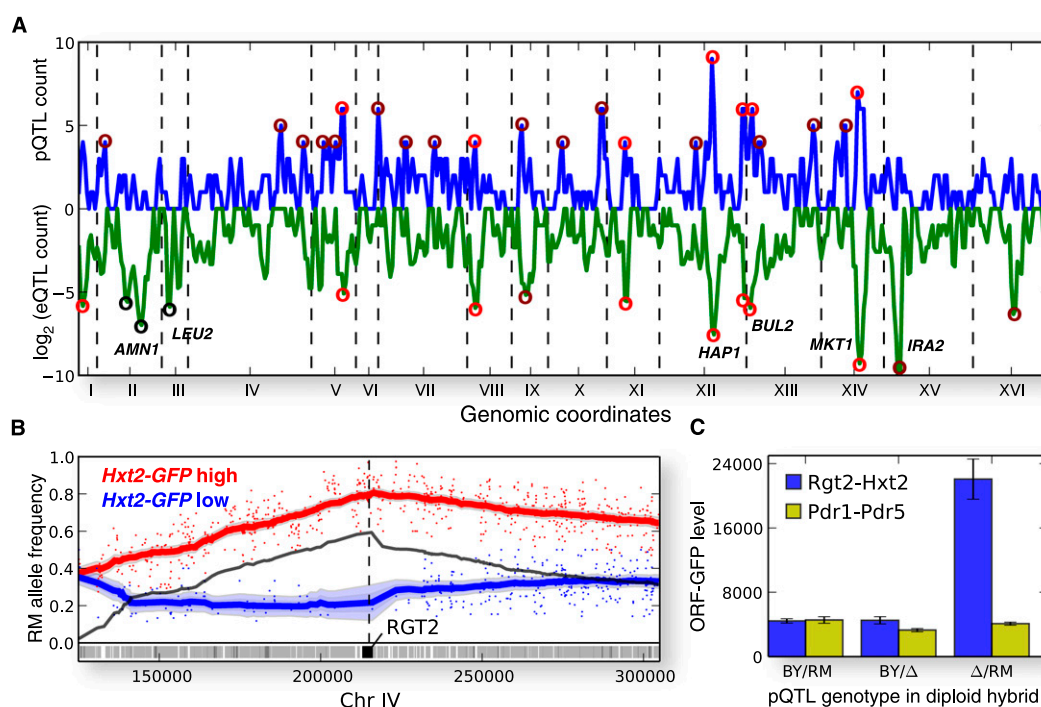 A
pQTL count
log₂ (eQTL count)
10
5
0
−5
−10
AMN1
LEU2
HAP1
BUL2
MKT1
IRA2
I II III IV V VI VII VIII IX X XI XII XIII XIV XV XVI
Genomic coordinates
B
RM allele frequency
1.0
0.8
0.6
0.4
0.2
0.0
Hxt2-GFP high
Hxt2-GFP low
RGT2
150000 200000 250000 300000
Chr IV
C
ORF-GFP level
24000
16000
8000
0
Rgt2-Hxt2
Pdr1-Pdr5
BY/RM BY/Δ Δ/RM
pQTL genotype in diploid hybrid